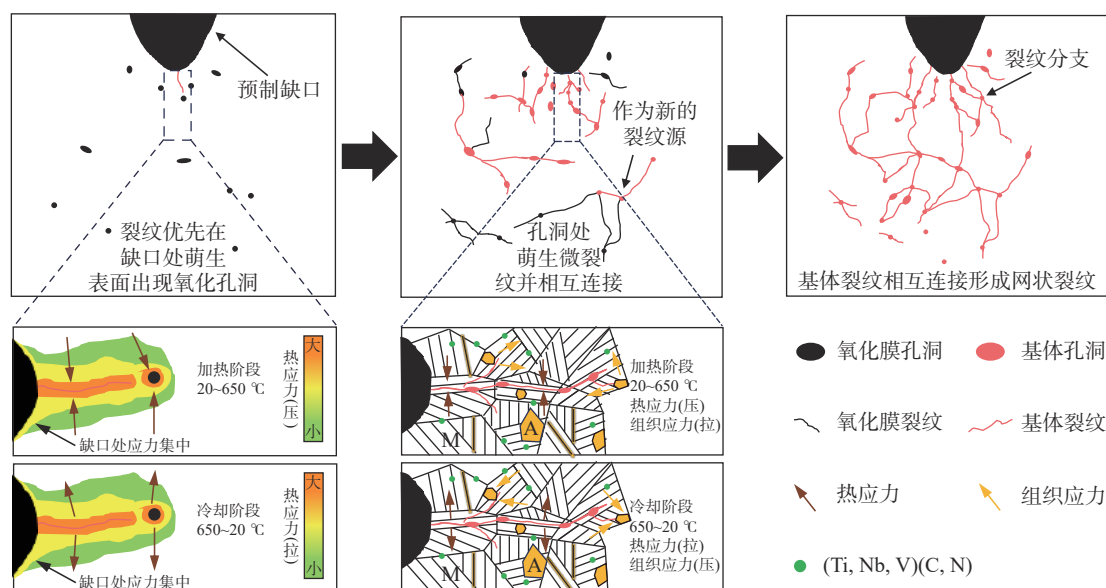 预制缺口
裂纹优先在
缺口处萌生
表面出现氧化孔洞
作为新的
裂纹源
孔洞处
萌生微裂
纹并相互连接
裂纹分支
基体裂纹相互连接形成网状裂纹
加热阶段
20~650 ℃
缺口处应力集中
热应力(压)
大
小
冷却阶段
650~20 ℃
缺口处应力集中
热应力(拉)
大
小
M
A
加热阶段
20~650 ℃
热应力(压)
组织应力(拉)
M
A
冷却阶段
650~20 ℃
热应力(拉)
组织应力(压)
氧化膜孔洞
基体孔洞
氧化膜裂纹
基体裂纹
热应力
组织应力
(Ti, Nb, V)(C, N)